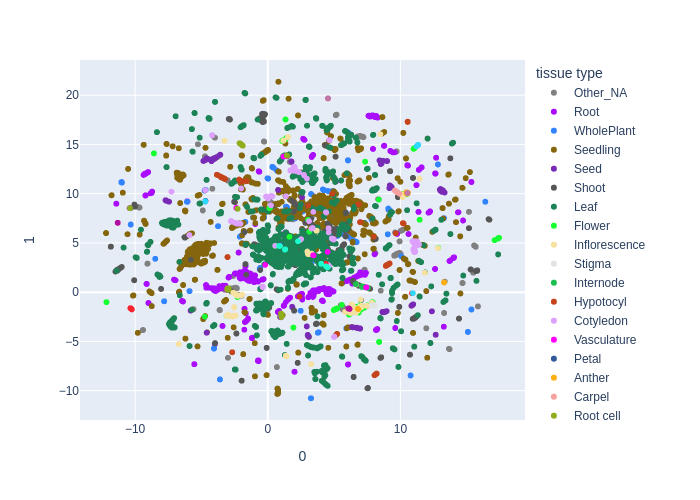 tissue type
Other_NA
Root
WholePlant
Seedling
Seed
Shoot
Leaf
Flower
Inflorescence
Stigma
Internode
Hypotocyl
Cotyledon
Vasculature
Petal
Anther
Carpel
Root cell
20
15
10
5
0
−5
−10
1
−10 0 10
0